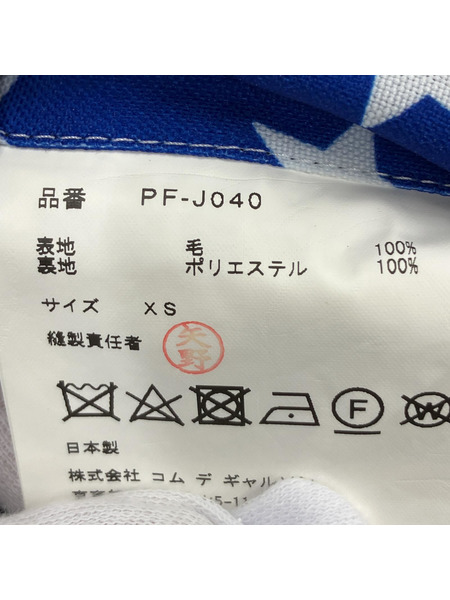 品番 PF-J040
表地 毛 100%
裏地 ポリエステル 100%
サイズ XS
縫製責任者 矢野
F
W
日本製
株式会社 コム デ ギャル
5-11